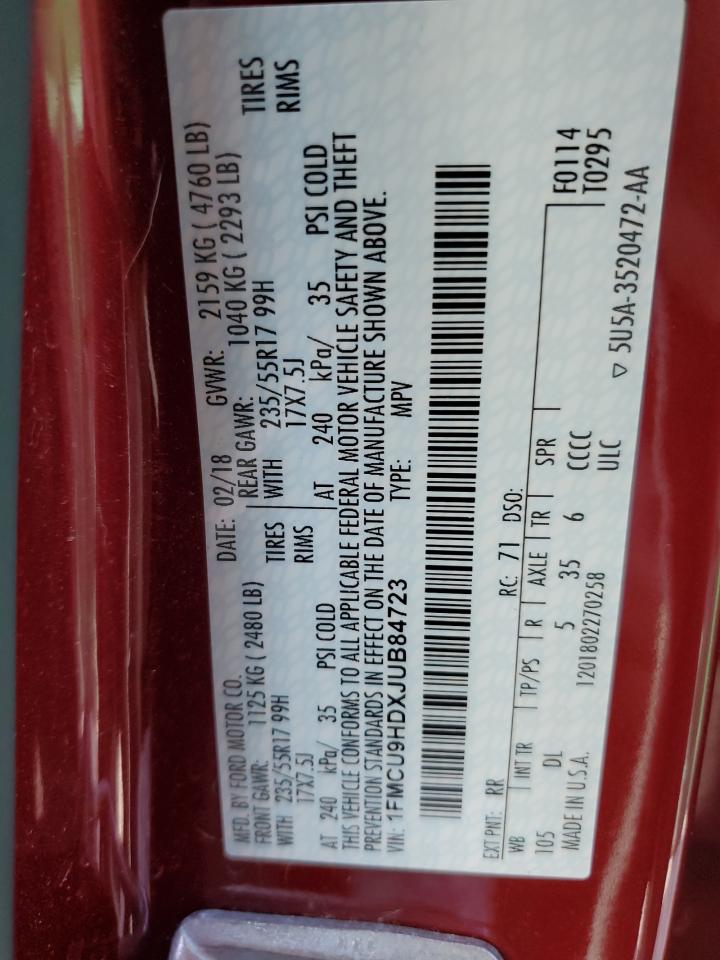 MFD. BY FORD MOTOR CO. DATE: 02/18 GVWR: 2159 KG ( 4760 LB)
FRONT GAWR: 1125 KG ( 2480 LB) REAR GAWR: 1040 KG ( 2293 LB)
WITH 235/55R17 99H TIRES WITH 235/55R17 99H TIRES
17X7.5J RIMS 17X7.5J RIMS
AT 240 kPa/ 35 PSI COLD AT 240 kPa/ 35 PSI COLD
THIS VEHICLE CONFORMS TO ALL APPLICABLE FEDERAL MOTOR VEHICLE SAFETY AND THEFT
PREVENTION STANDARDS IN EFFECT ON THE DATE OF MANUFACTURE SHOWN ABOVE.
VIN: 1FMCU9HDXJUB84723 TYPE: MPV
EXT PNT: RR RC: 71 DSO:
WB INT TR TP/PS R AXLE TR SPR F0114
105 DL 5 35 6 CCCC T0295
MADE IN U.S.A. 1201802270258 ULC ▽ 5U5A-3520472-AA